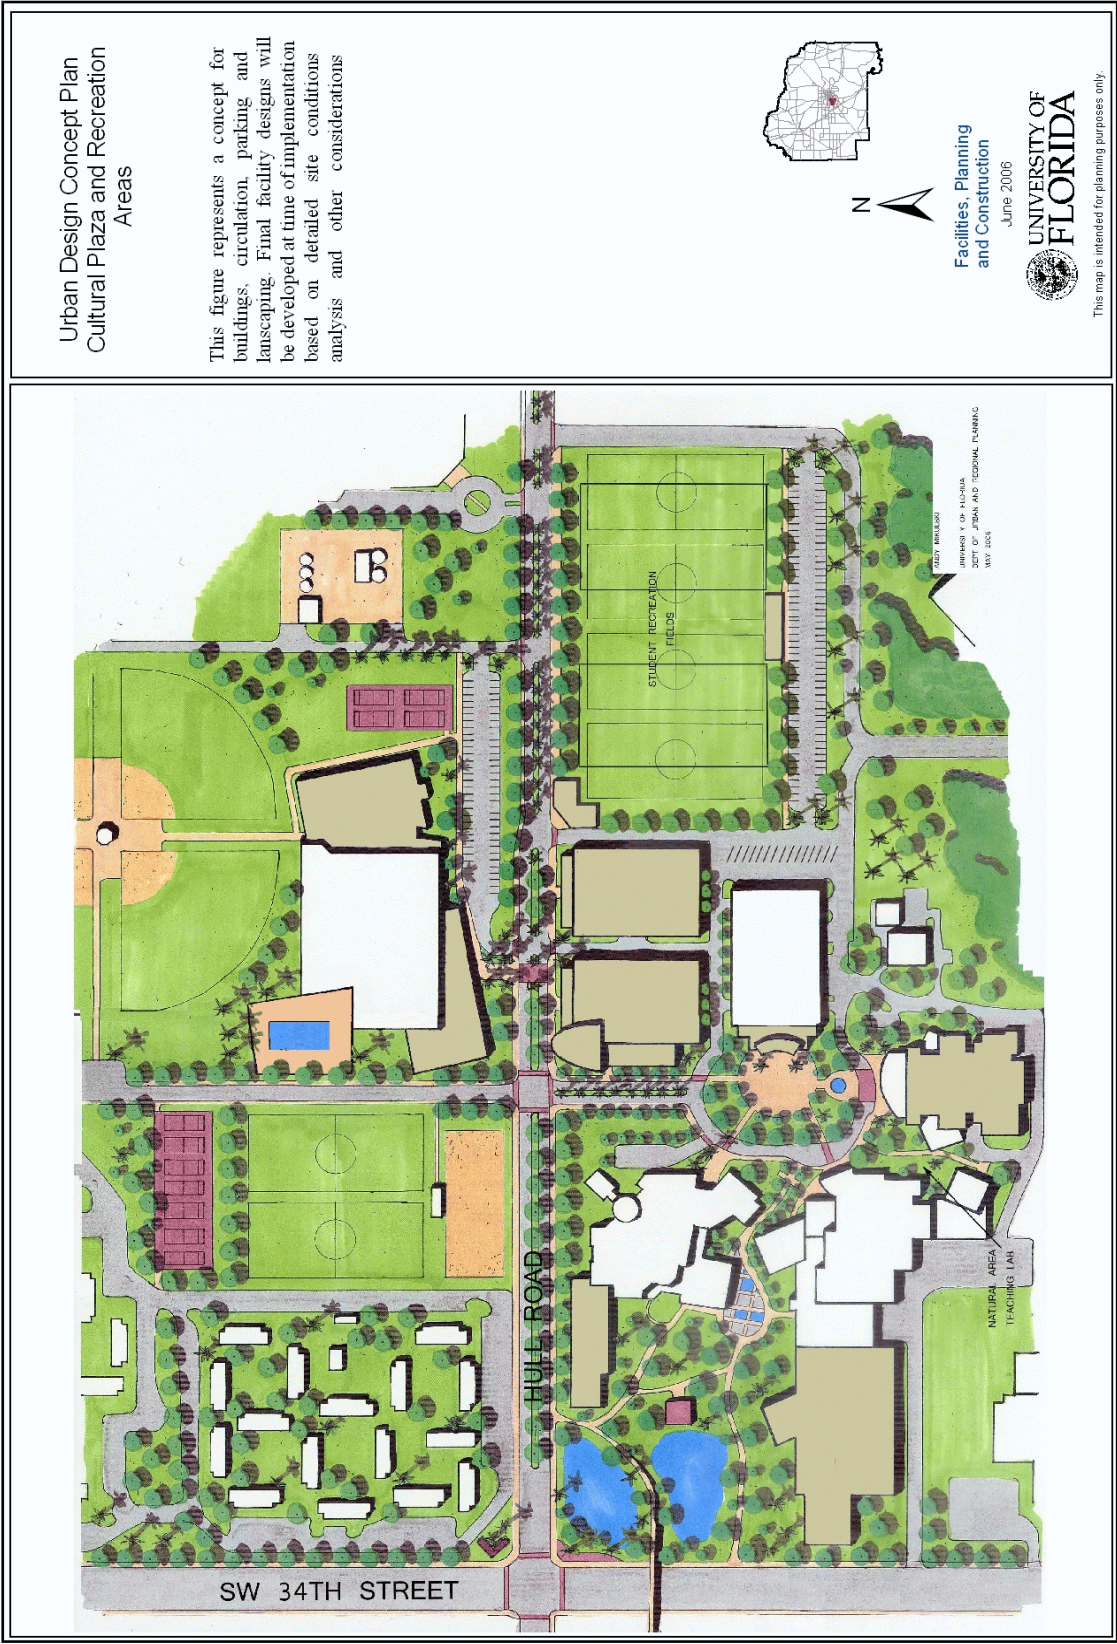 Urban Design Concept Plan
Cultural Plaza and Recreation
Areas
This figure represents a concept for
buildings, circulation, parking and
lanscaping. Final facility designs will
be developed at time of implementation
based on detailed site conditions
analysis and other considerations
N
Facilities, Planning
and Construction
June 2006
UNIVERSITY OF
FLORIDA
This map is intended for planning purposes only.
ANDY MIKULSKI
UNIVERSITY OF FLORIDA
DEPT OF URBAN AND REGIONAL PLANNING
MAY 2006
STUDENT RECREATION
FIELDS
HULL ROAD
NATURAL AREA
TEACHING LAB
SW 34TH STREET